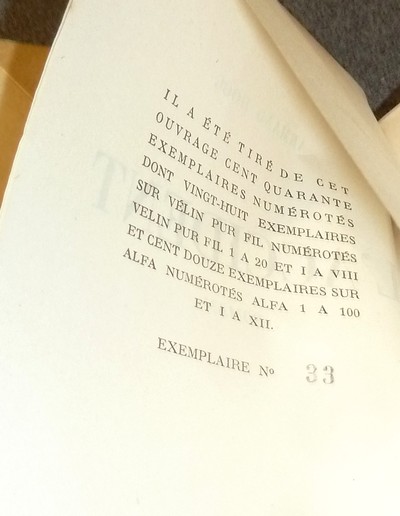 IL A ÉTÉ TIRÉ DE CET
OUVRAGE CENT QUARANTE
EXEMPLAIRES NUMÉROTÉS
DONT VINGT-HUIT EXEMPLAIRES
SUR VÉLIN PUR FIL NUMÉROTÉS
VELIN PUR FIL 1 A 20 ET I A VIII
ET CENT DOUZE EXEMPLAIRES SUR
ALFA NUMÉROTÉS ALFA 1 A 100
ET I A XII.
EXEMPLAIRE No 33